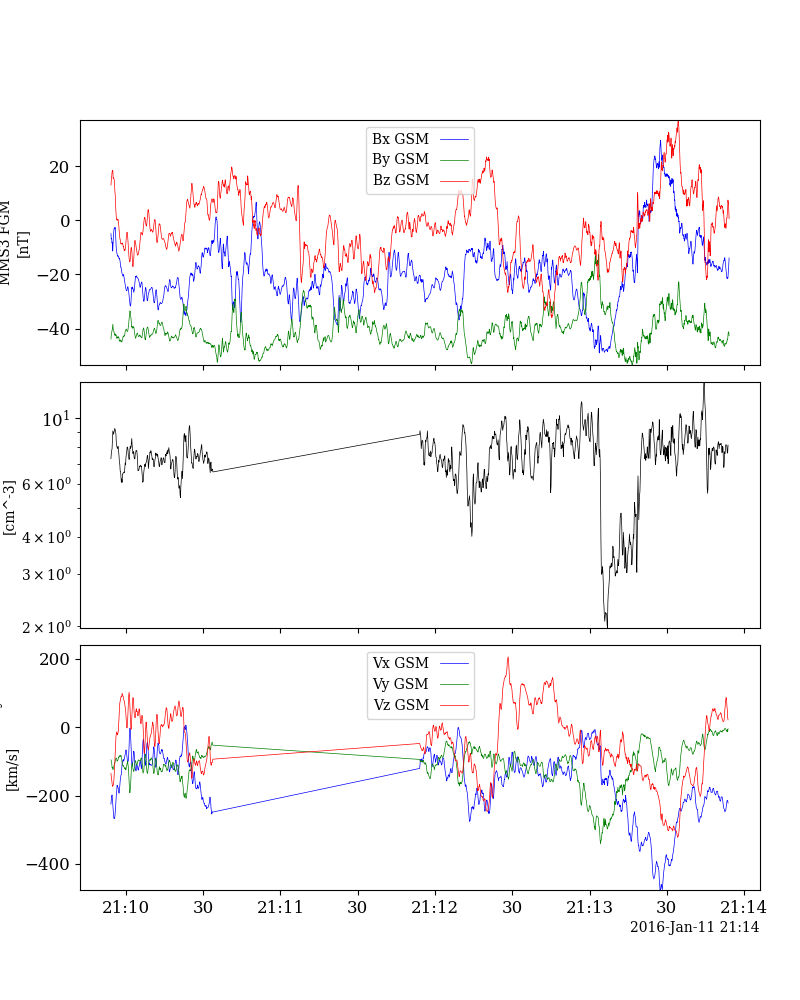 MMS3 FGM
[nT]
20
0
−20
−40
Bx GSM
By GSM
Bz GSM
[cm^-3]
10¹
6 × 10⁰
4 × 10⁰
3 × 10⁰
2 × 10⁰
[km/s]
200
0
−200
−400
Vx GSM
Vy GSM
Vz GSM
21:10 30 21:11 30 21:12 30 21:13 30 21:14
2016-Jan-11 21:14